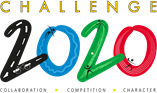 CHALLENGE
2020
COLLABORATION • COMPETITION • CHARACTER